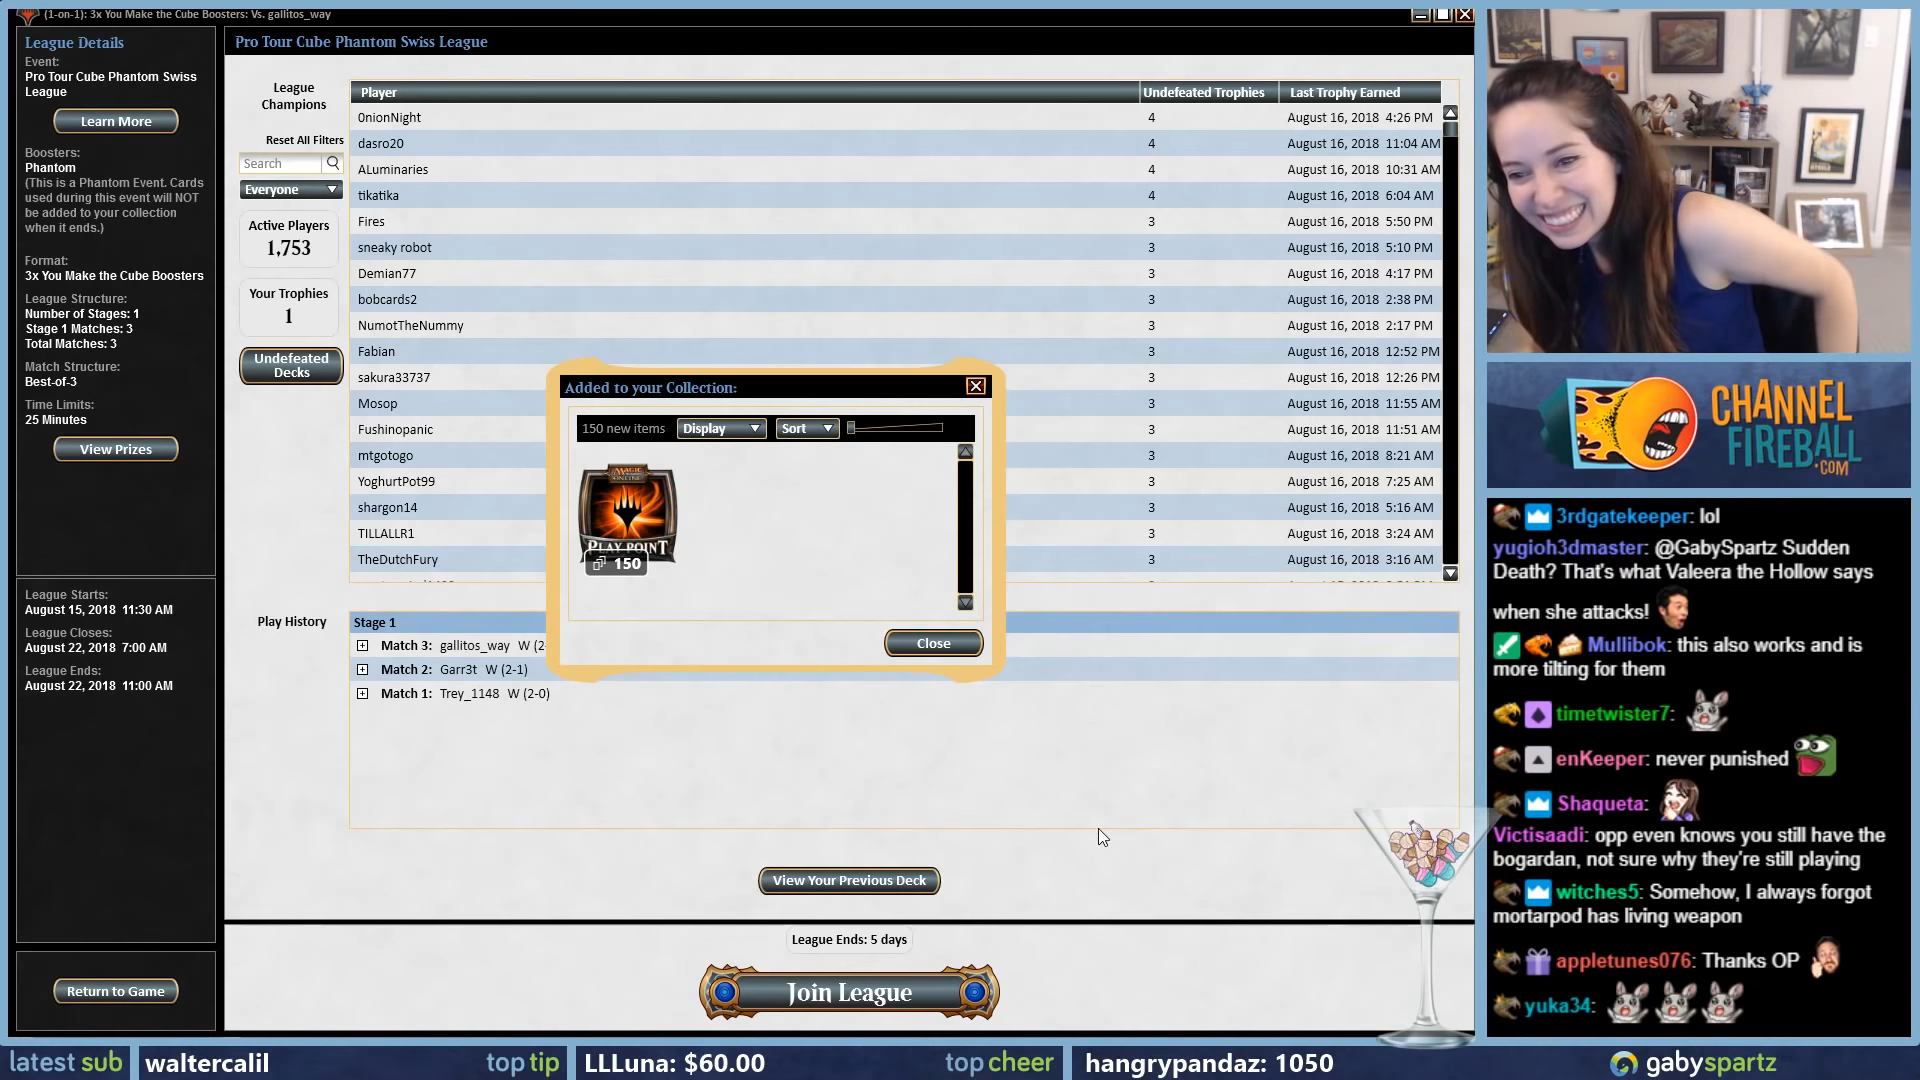 (1-on-1): 3x You Make the Cube Boosters: Vs. gallitos_way
League Details
Event:
Pro Tour Cube Phantom Swiss
League
Learn More
Boosters:
Phantom
(This is a Phantom Event. Cards
used during this event will NOT
be added to your collection
when it ends.)
Format:
3x You Make the Cube Boosters
League Structure:
Number of Stages: 1
Stage 1 Matches: 3
Total Matches: 3
Match Structure:
Best-of-3
Time Limits:
25 Minutes
View Prizes
League Starts:
August 15, 2018 11:30 AM
League Closes:
August 22, 2018 7:00 AM
League Ends:
August 22, 2018 11:00 AM
Return to Game
Pro Tour Cube Phantom Swiss League
League
Champions
Reset All Filters
Search
Everyone
Active Players
1,753
Your Trophies
1
Undefeated
Decks
Player Undefeated Trophies Last Trophy Earned
0nionNight 4 August 16, 2018 4:26 PM
dasro20 4 August 16, 2018 11:04 AM
ALuminaries 4 August 16, 2018 10:31 AM
tikatika 4 August 16, 2018 6:04 AM
Fires 3 August 16, 2018 5:50 PM
sneaky robot 3 August 16, 2018 5:10 PM
Demian77 3 August 16, 2018 4:17 PM
bobcards2 3 August 16, 2018 2:38 PM
NumotTheNummy 3 August 16, 2018 2:17 PM
Fabian 3 August 16, 2018 12:52 PM
sakura33737 3 August 16, 2018 12:26 PM
Mosop 3 August 16, 2018 11:55 AM
Fushinopanic 3 August 16, 2018 11:51 AM
mtgotogo 3 August 16, 2018 8:21 AM
YoghurtPot99 3 August 16, 2018 7:25 AM
shargon14 3 August 16, 2018 5:16 AM
TILLALLR1 3 August 16, 2018 3:24 AM
TheDutchFury 3 August 16, 2018 3:16 AM
Added to your Collection:
150 new items Display Sort
MAGIC
ONLINE
PLAY POINT
150
Close
Play History
Stage 1
Match 3: gallitos_way W (2-
Match 2: Garr3t W (2-1)
Match 1: Trey_1148 W (2-0)
View Your Previous Deck
League Ends: 5 days
Join League
CHANNEL
FIREBALL
.COM
3rdgatekeeper: lol
yugioh3dmaster: @GabySpartz Sudden
Death? That's what Valeera the Hollow says
when she attacks!
Mullibok: this also works and is
more tilting for them
timetwister7:
enKeeper: never punished
Shaqueta:
Victisaadi: opp even knows you still have the
bogardan, not sure why they're still playing
witches5: Somehow, I always forgot
mortarpod has living weapon
appletunes076: Thanks OP
yuka34:
latest sub waltercalil top tip LLLuna: $60.00 top cheer hangrypandaz: 1050 gabyspartz